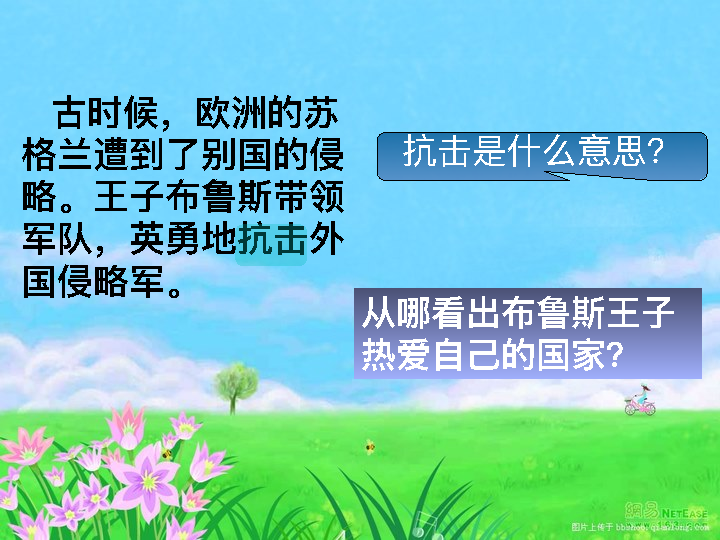 古时候，欧洲的苏
格兰遭到了别国的侵
略。王子布鲁斯带领
军队，英勇地抗击外
国侵略军。
抗击是什么意思？
从哪看出布鲁斯王子
热爱自己的国家？
網易 NETEASE
图片上传于